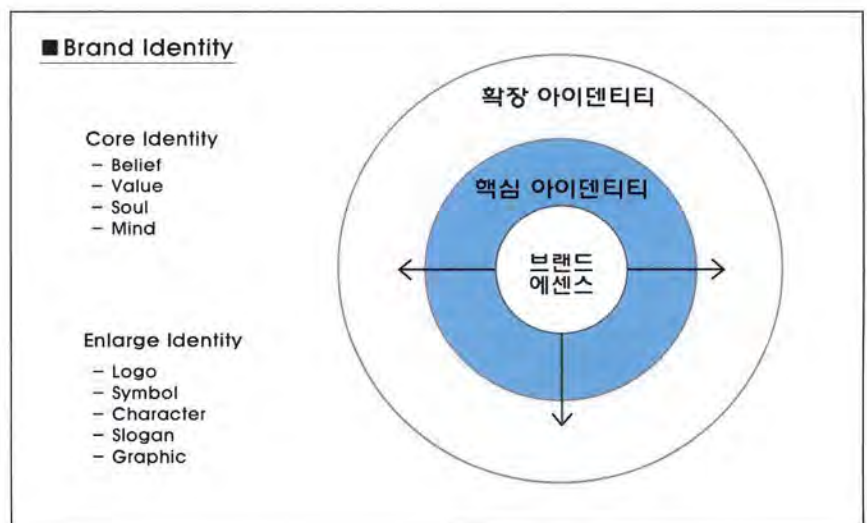 ■ Brand Identity
Core Identity
– Belief
– Value
– Soul
– Mind
Enlarge Identity
– Logo
– Symbol
– Character
– Slogan
– Graphic
확장 아이덴티티
핵심 아이덴티티
브랜드
에센스